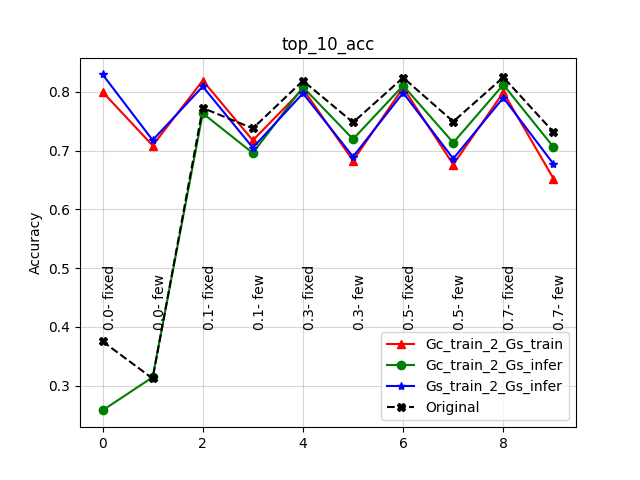 top_10_acc
0.8
0.7
0.6
0.5
0.4
0.3
Accuracy
0.0- fixed
0.0- few
0.1- fixed
0.1- few
0.3- fixed
0.3- few
0.5- fixed
0.5- few
0.7- fixed
0.7- few
Gc_train_2_Gs_train
Gc_train_2_Gs_infer
Gs_train_2_Gs_infer
Original
0 2 4 6 8